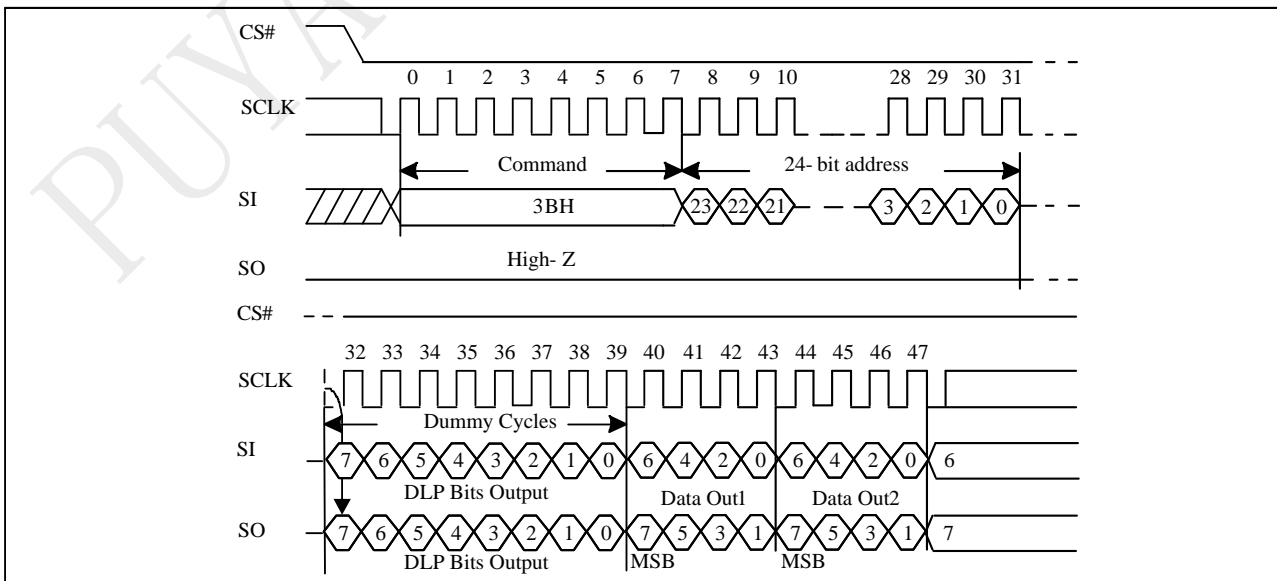 PUYA
CS#
0 1 2 3 4 5 6 7 8 9 10 28 29 30 31
SCLK
Command 24- bit address
SI 3BH 23 22 21 3 2 1 0
SO High- Z
CS#
32 33 34 35 36 37 38 39 40 41 42 43 44 45 46 47
SCLK
Dummy Cycles
SI 7 6 5 4 3 2 1 0 6 4 2 0 6 4 2 0 6
DLP Bits Output Data Out1 Data Out2
SO 7 6 5 4 3 2 1 0 7 5 3 1 7 5 3 1 7
DLP Bits Output MSB MSB